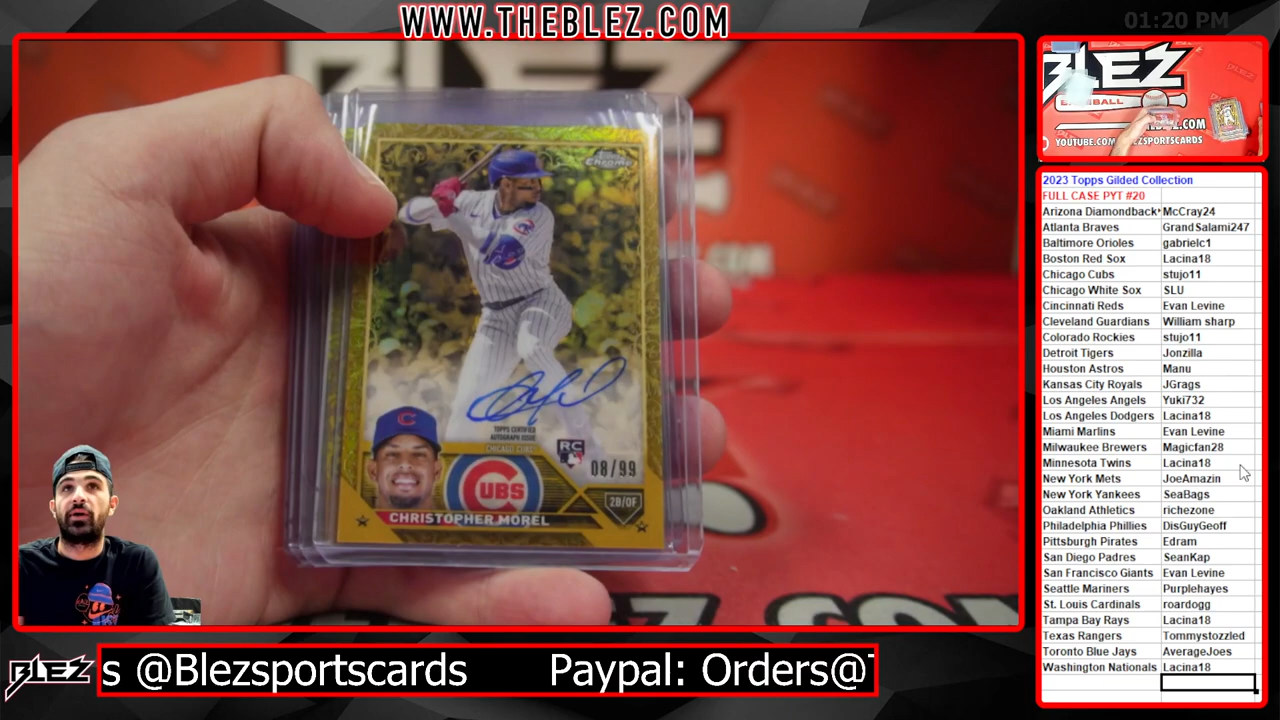 WWW.THEBLEZ.COM
01:20 PM
BLEZ
Topps
Chrome
TOPPS CERTIFIED
AUTOGRAPH ISSUE
CHICAGO CUBS
RC
08/99
CUBS
2B/OF
CHRISTOPHER MOREL
BLEZ
BASEBALL
YOUTUBE.COM/BLEZSPORTSCARDS
2023 Topps Gilded Collection
FULL CASE PYT #20
Arizona Diamondback McCray24
Atlanta Braves GrandSalami247
Baltimore Orioles gabrielc1
Boston Red Sox Lacina18
Chicago Cubs stujo11
Chicago White Sox SLU
Cincinnati Reds Evan Levine
Cleveland Guardians William sharp
Colorado Rockies stujo11
Detroit Tigers Jonzilla
Houston Astros Manu
Kansas City Royals JGrags
Los Angeles Angels Yuki732
Los Angeles Dodgers Lacina18
Miami Marlins Evan Levine
Milwaukee Brewers Magicfan28
Minnesota Twins Lacina18
New York Mets JoeAmazin
New York Yankees SeaBags
Oakland Athletics richezone
Philadelphia Phillies DisGuyGeoff
Pittsburgh Pirates Edram
San Diego Padres SeanKap
San Francisco Giants Evan Levine
Seattle Mariners Purplehayes
St. Louis Cardinals roardogg
Tampa Bay Rays Lacina18
Texas Rangers Tommystozzled
Toronto Blue Jays AverageJoes
Washington Nationals Lacina18
BLEZ
s @Blezsportscards Paypal: Orders@